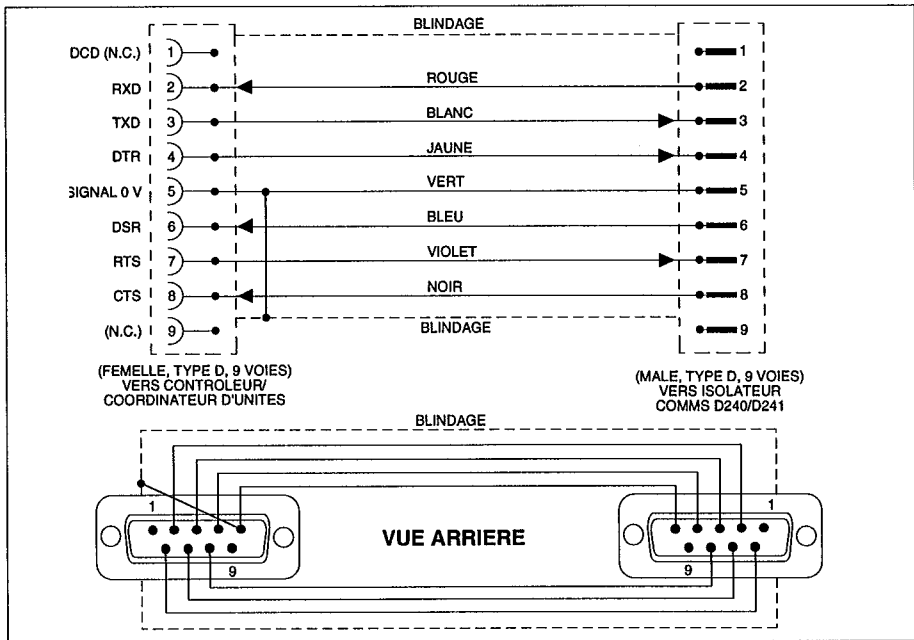 BLINDAGE
DCD (N.C.) 1 1
RXD 2 ROUGE 2
TXD 3 BLANC 3
DTR 4 JAUNE 4
SIGNAL 0 V 5 VERT 5
DSR 6 BLEU 6
RTS 7 VIOLET 7
CTS 8 NOIR 8
(N.C.) 9 BLINDAGE 9
(FEMELLE, TYPE D, 9 VOIES)
VERS CONTROLEUR/
COORDINATEUR D'UNITES
(MALE, TYPE D, 9 VOIES)
VERS ISOLATEUR
COMMS D240/D241
BLINDAGE
1 1
VUE ARRIERE
9 9